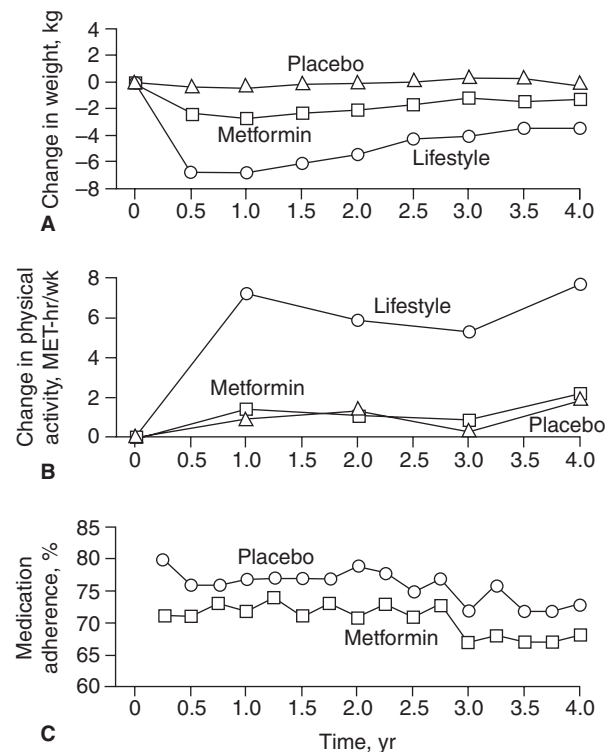 4
2
0
−2
−4
−6
−8
Change in weight, kg
Placebo
Metformin
Lifestyle
0 0.5 1.0 1.5 2.0 2.5 3.0 3.5 4.0
A
8
6
4
2
0
Change in physical
activity, MET-hr/wk
Lifestyle
Metformin
Placebo
0 0.5 1.0 1.5 2.0 2.5 3.0 3.5 4.0
B
85
80
75
70
65
60
Medication
adherence, %
Placebo
Metformin
0 0.5 1.0 1.5 2.0 2.5 3.0 3.5 4.0
C
Time, yr